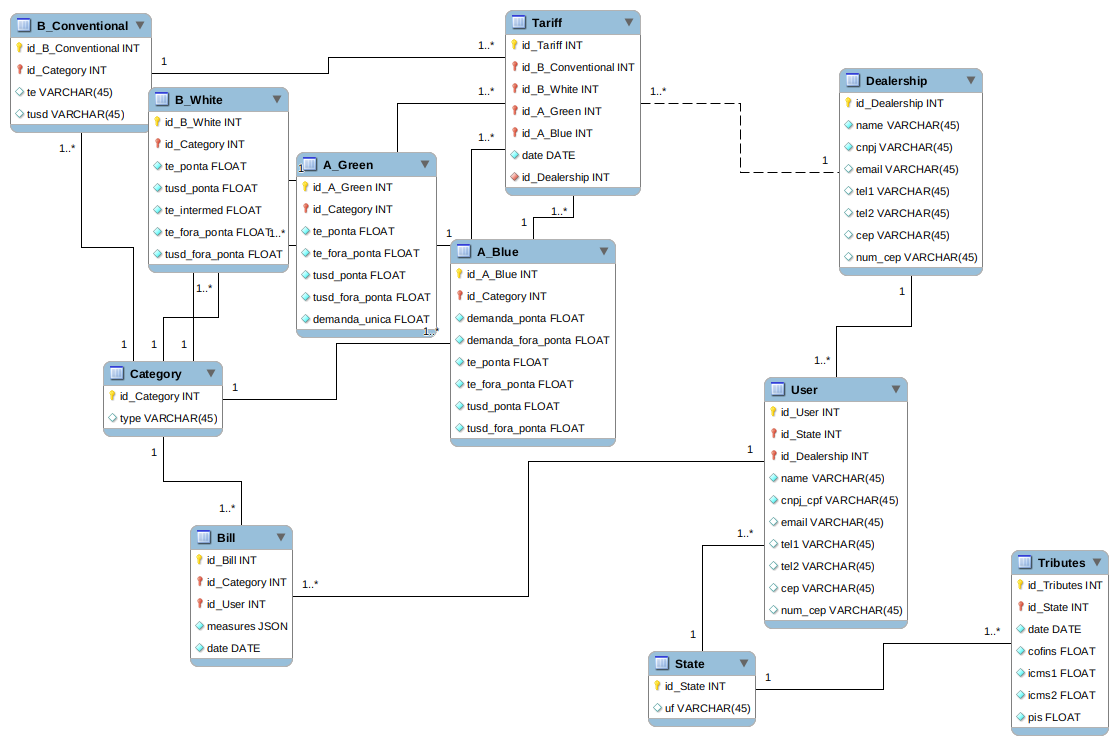 B_Conventional
id_B_Conventional INT
id_Category INT
te VARCHAR(45)
tusd VARCHAR(45)
1..*
1
1..*
B_White
id_B_White INT
id_Category INT
te_ponta FLOAT
tusd_ponta FLOAT
te_intermed FLOAT
te_fora_ponta FLOAT
tusd_fora_ponta FLOAT
1
1..*
1..*
1..*
A_Green
id_A_Green INT
id_Category INT
te_ponta FLOAT
te_fora_ponta FLOAT
tusd_ponta FLOAT
tusd_fora_ponta FLOAT
demanda_unica FLOAT
1
1..*
Tariff
id_Tariff INT
id_B_Conventional INT
id_B_White INT
id_A_Green INT
id_A_Blue INT
date DATE
id_Dealership INT
1..*
1
1..*
1
A_Blue
id_A_Blue INT
id_Category INT
demanda_ponta FLOAT
demanda_fora_ponta FLOAT
te_ponta FLOAT
te_fora_ponta FLOAT
tusd_ponta FLOAT
tusd_fora_ponta FLOAT
1..*
Dealership
id_Dealership INT
name VARCHAR(45)
cnpj VARCHAR(45)
email VARCHAR(45)
tel1 VARCHAR(45)
tel2 VARCHAR(45)
cep VARCHAR(45)
num_cep VARCHAR(45)
1
1..*
1
1
1
Category
id_Category INT
type VARCHAR(45)
1
1
1..*
Bill
id_Bill INT
id_Category INT
id_User INT
measures JSON
date DATE
1..*
1
User
id_User INT
id_State INT
id_Dealership INT
name VARCHAR(45)
cnpj_cpf VARCHAR(45)
email VARCHAR(45)
tel1 VARCHAR(45)
tel2 VARCHAR(45)
cep VARCHAR(45)
num_cep VARCHAR(45)
1..*
1
State
id_State INT
uf VARCHAR(45)
1
1..*
Tributes
id_Tributes INT
id_State INT
date DATE
cofins FLOAT
icms1 FLOAT
icms2 FLOAT
pis FLOAT